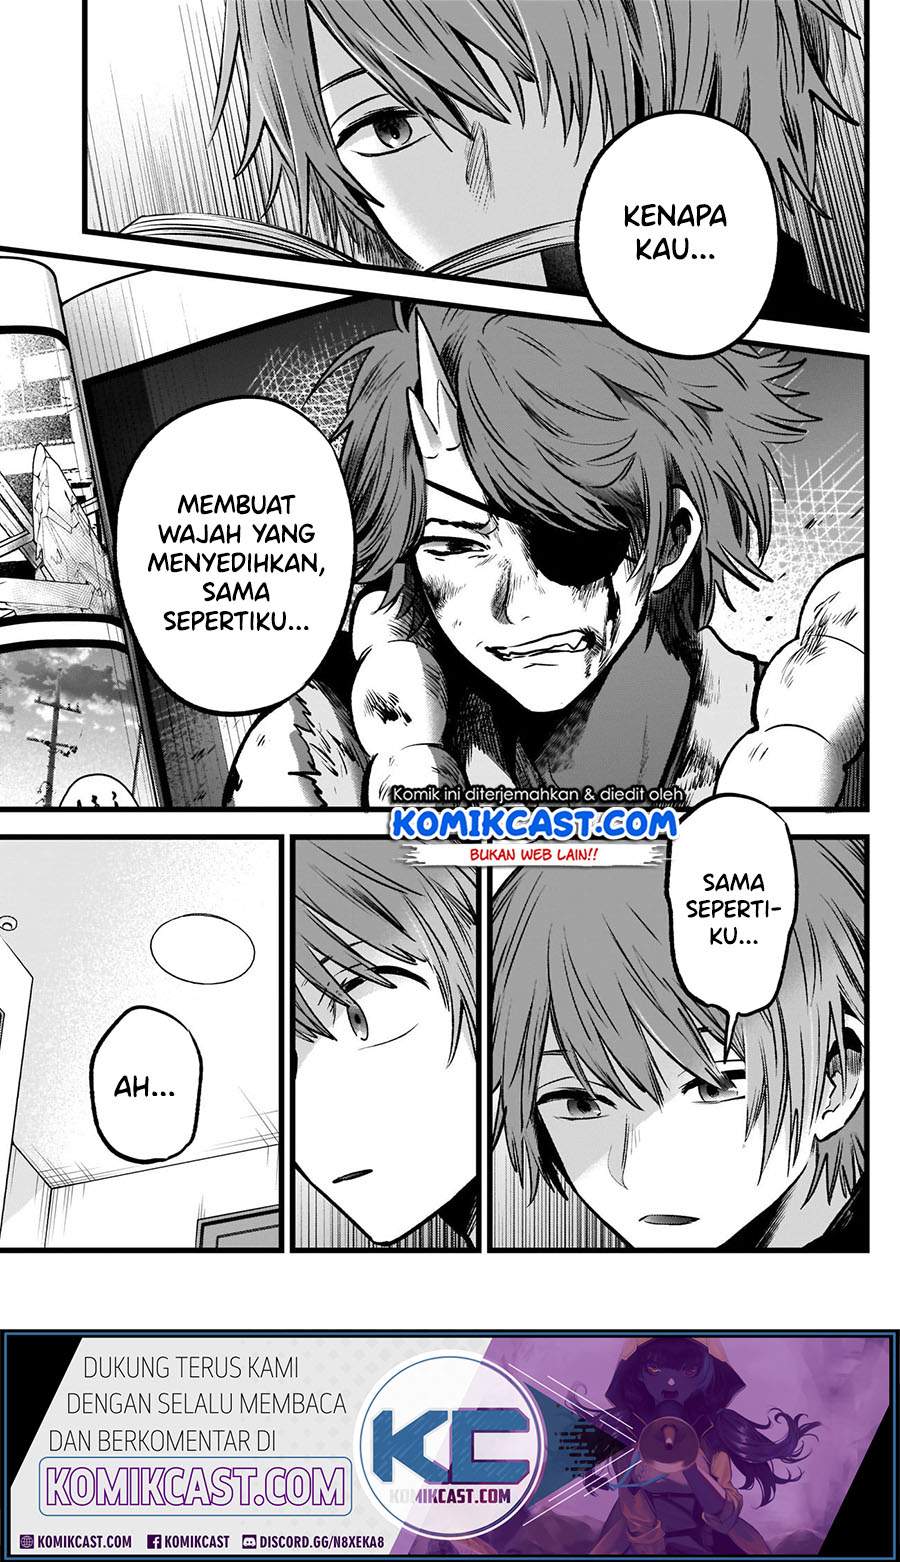 KENAPA
KAU...
MEMBUAT
WAJAH YANG
MENYEDIHKAN,
SAMA
SEPERTIKU...
Komik ini diterjemahkan & diedit oleh
KOMIKCAST.COM
BUKAN WEB LAIN!!
SAMA
SEPERTI-
KU...
AH...
DUKUNG TERUS KAMI
DENGAN SELALU MEMBACA
DAN BERKOMENTAR DI
KOMIKCAST.COM
KOMIKCAST.COM
KOMIKCAST.COM
DISCORD.GG/N8XEKA8
KC
KOMIKCAST.COM